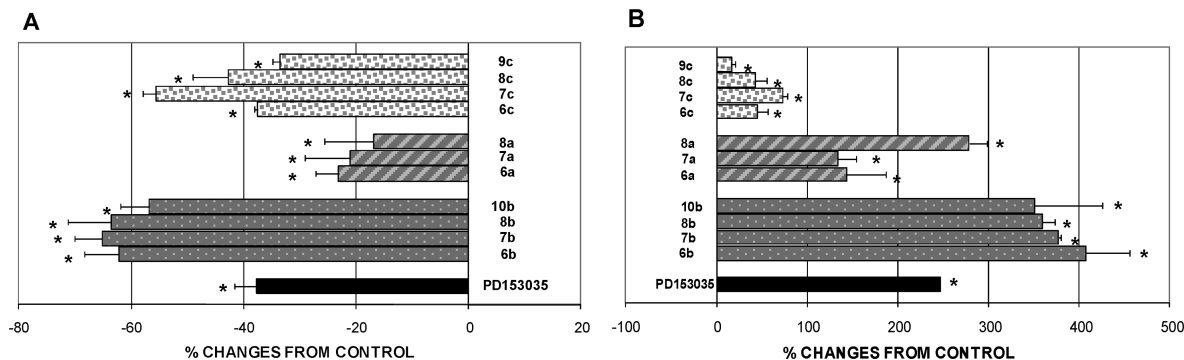 A
9c
8c
7c
6c
8a
7a
6a
10b
8b
7b
6b
PD153035
-80 -60 -40 -20 0 20
% CHANGES FROM CONTROL
B
9c
8c
7c
6c
8a
7a
6a
10b
8b
7b
6b
PD153035
-100 0 100 200 300 400 500
% CHANGES FROM CONTROL